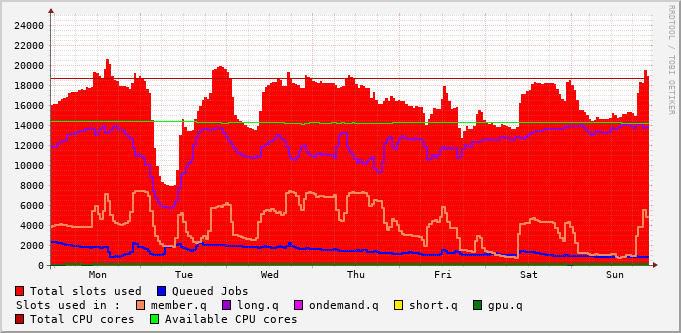 RRDTOOL / TOBI OETIKER
24000
22000
20000
18000
16000
14000
12000
10000
8000
6000
4000
2000
0
Mon Tue Wed Thu Fri Sat Sun
Total slots used Queued Jobs
Slots used in : member.q long.q ondemand.q short.q gpu.q
Total CPU cores Available CPU cores